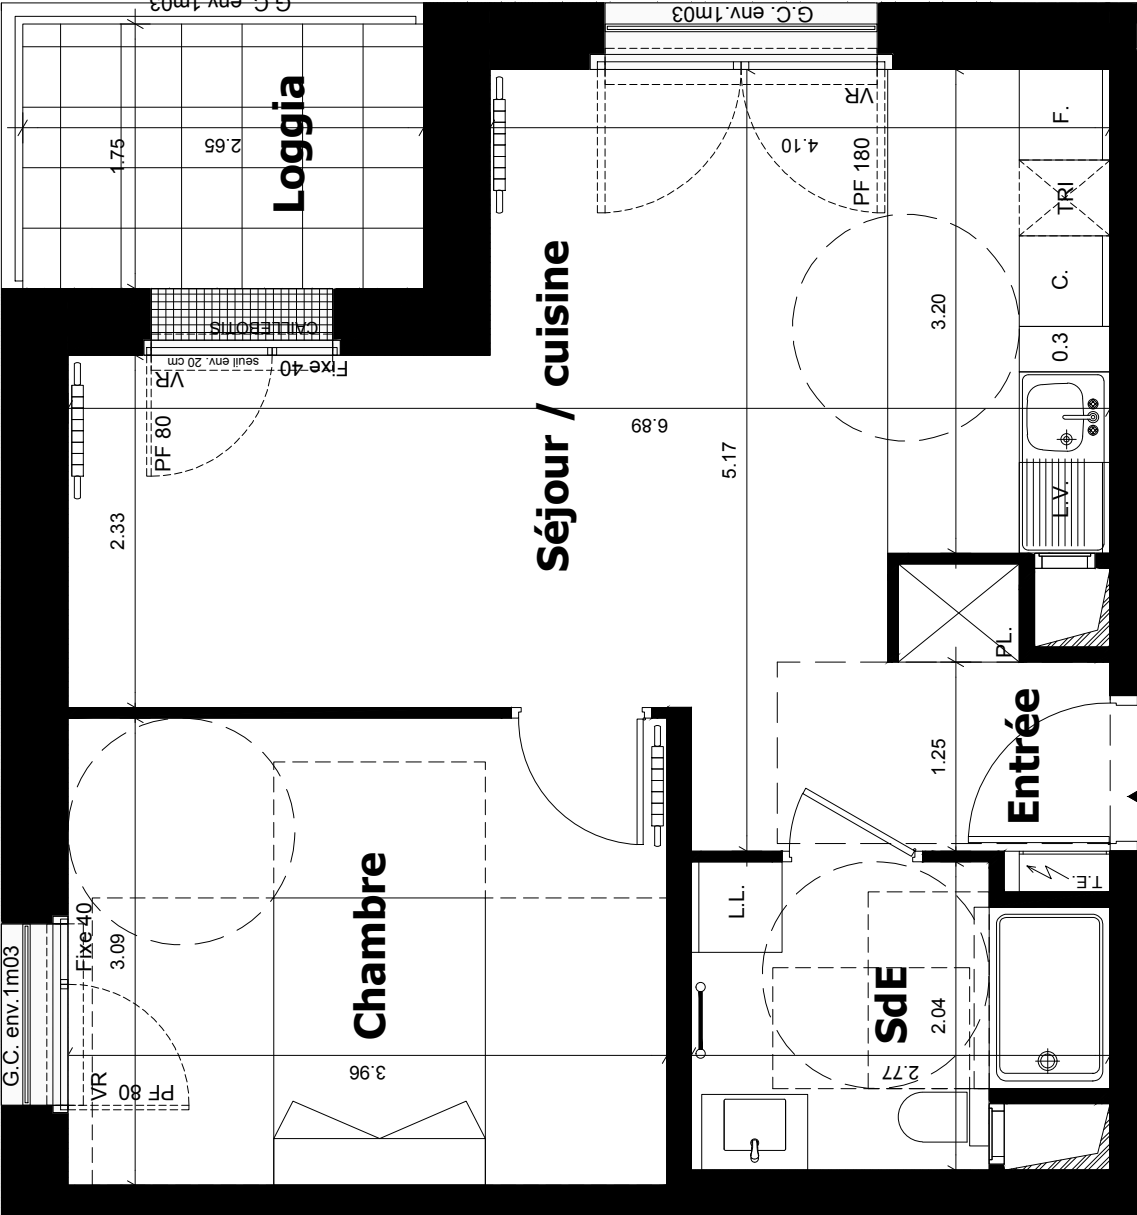 G.C. env.1m03
G.C. env.1m03
Loggia
1.75
2.65
VR
4.10
PF 180
F.
TRI
C.
0.3
3.20
CAILLEBOTIS
seuil env. 20 cm
Fixe 40
VR
PF 80
Séjour / cuisine
6.89
5.17
2.33
L.V.
PL.
Entrée
1.25
T.E.
L.L.
SdE
2.04
2.77
Chambre
3.09
3.96
Fixe 40
G.C. env.1m03
VR
PF 80